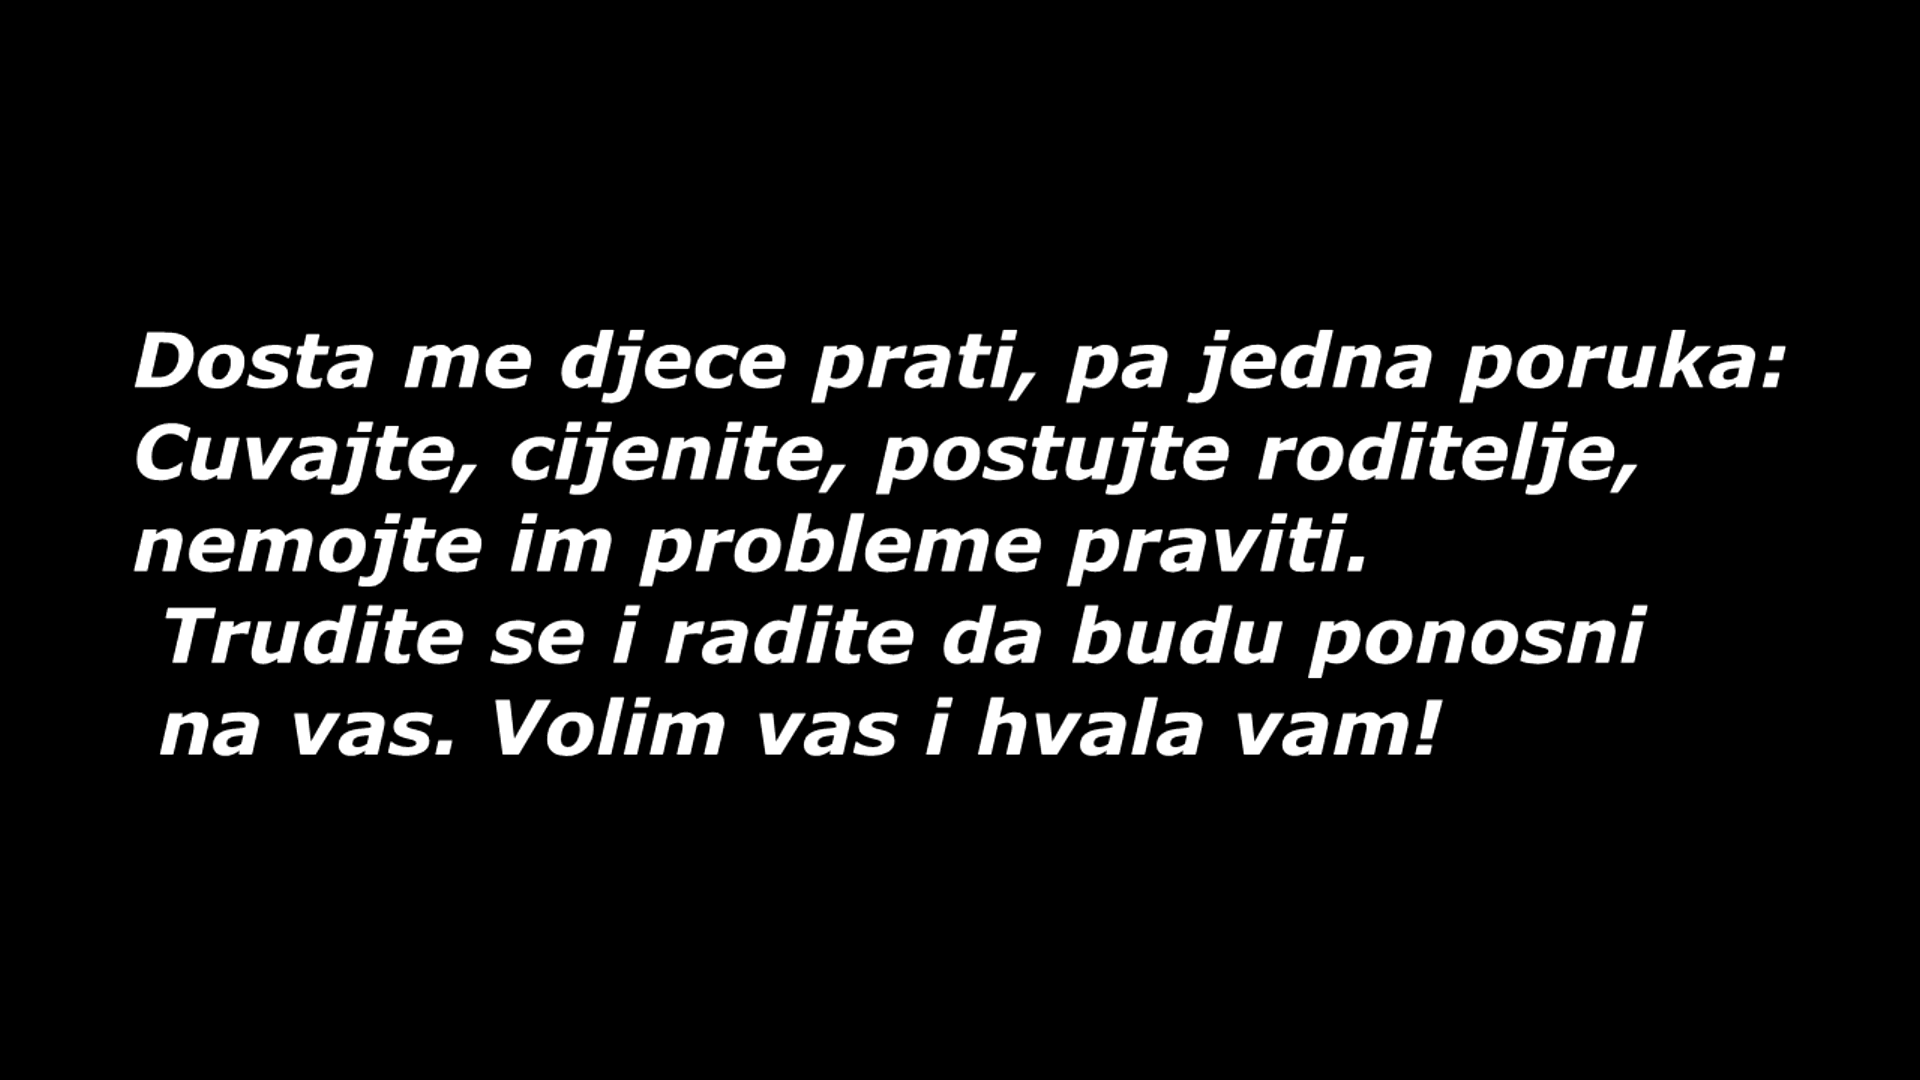 Dosta me djece prati, pa jedna poruka:
Cuvajte, cijenite, postujte roditelje,
nemojte im probleme praviti.
Trudite se i radite da budu ponosni
na vas. Volim vas i hvala vam!